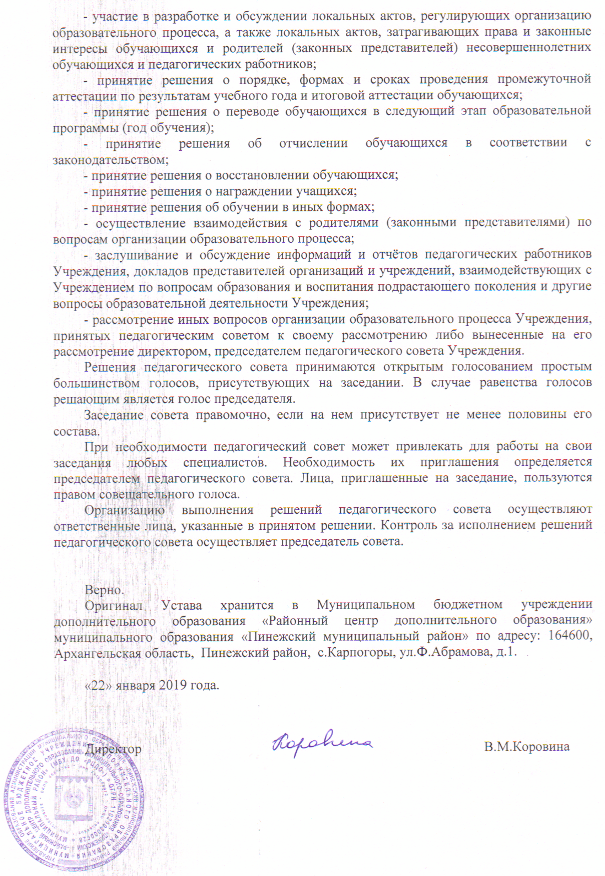 - участие в разработке и обсуждении локальных актов, регулирующих организацию
образовательного процесса, а также локальных актов, затрагивающих права и законные
интересы обучающихся и родителей (законных представителей) несовершеннолетних
обучающихся и педагогических работников;
- принятие решения о порядке, формах и сроках проведения промежуточной
аттестации по результатам учебного года и итоговой аттестации обучающихся;
- принятие решения о переводе обучающихся в следующий этап образовательной
программы (год обучения);
- принятие решения об отчислении обучающихся в соответствии с
законодательством;
- принятие решения о восстановлении обучающихся;
- принятие решения о награждении учащихся;
- принятие решения об обучении в иных формах;
- осуществление взаимодействия с родителями (законными представителями) по
вопросам организации образовательного процесса;
- заслушивание и обсуждение информаций и отчётов педагогических работников
Учреждения, докладов представителей организаций и учреждений, взаимодействующих с
Учреждением по вопросам образования и воспитания подрастающего поколения и другие
вопросы образовательной деятельности Учреждения;
- рассмотрение иных вопросов организации образовательного процесса Учреждения,
принятых педагогическим советом к своему рассмотрению либо вынесенные на его
рассмотрение директором, председателем педагогического совета Учреждения.
Решения педагогического совета принимаются открытым голосованием простым
большинством голосов, присутствующих на заседании. В случае равенства голосов
решающим является голос председателя.
Заседание совета правомочно, если на нем присутствует не менее половины его
состава.
При необходимости педагогический совет может привлекать для работы на свои
заседания любых специалистов. Необходимость их приглашения определяется
председателем педагогического совета. Лица, приглашенные на заседание, пользуются
правом совещательного голоса.
Организацию выполнения решений педагогического совета осуществляют
ответственные лица, указанные в принятом решении. Контроль за исполнением решений
педагогического совета осуществляет председатель совета.
Верно.
Оригинал Устава хранится в Муниципальном бюджетном учреждении
дополнительного образования «Районный центр дополнительного образования»
муниципального образования «Пинежский муниципальный район» по адресу: 164600,
Архангельская область, Пинежский район, с.Карпогоры, ул.Ф.Абрамова, д.1.
«22» января 2019 года.
Директор Коровина В.М.Коровина